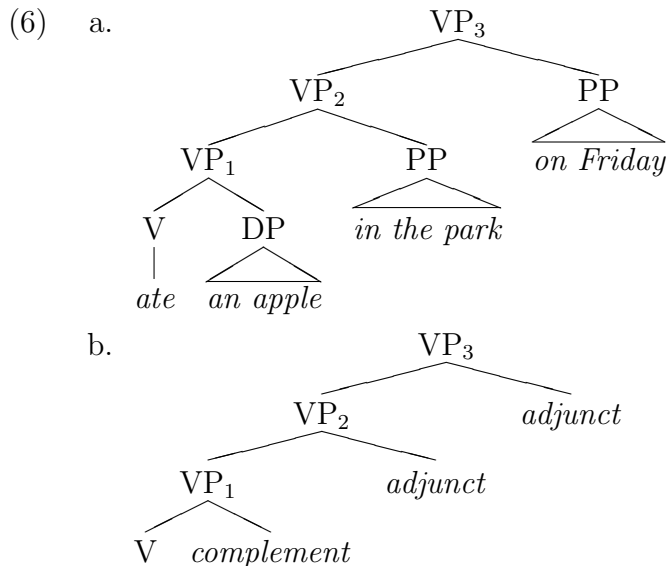 (6) a. VP₃
VP₂ PP
VP₁ PP on Friday
V DP in the park
ate an apple
b. VP₃
VP₂ adjunct
VP₁ adjunct
V complement